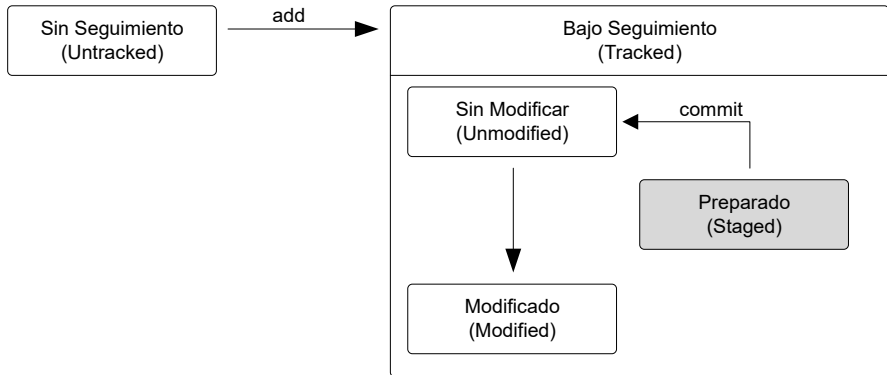 Sin Seguimiento
(Untracked)
add
Bajo Seguimiento
(Tracked)
Sin Modificar
(Unmodified)
commit
Preparado
(Staged)
Modificado
(Modified)